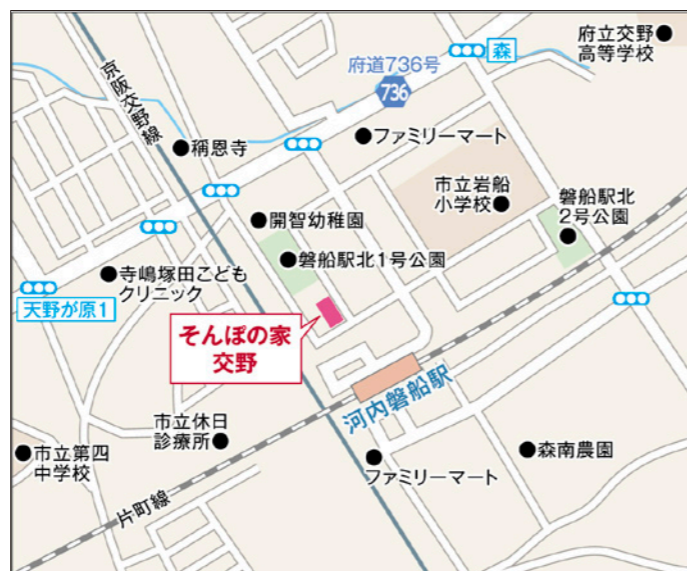 府立交野
高等学校
森
府道736号
736
京阪交野線
ファミリーマート
稱恩寺
市立岩船
小学校
磐船駅北
2号公園
開智幼稚園
磐船駅北1号公園
寺嶋塚田こども
クリニック
天野が原1
そんぽの家
交野
河内磐船駅
市立休日
診療所
市立第四
中学校
森南農園
ファミリーマート
片町線